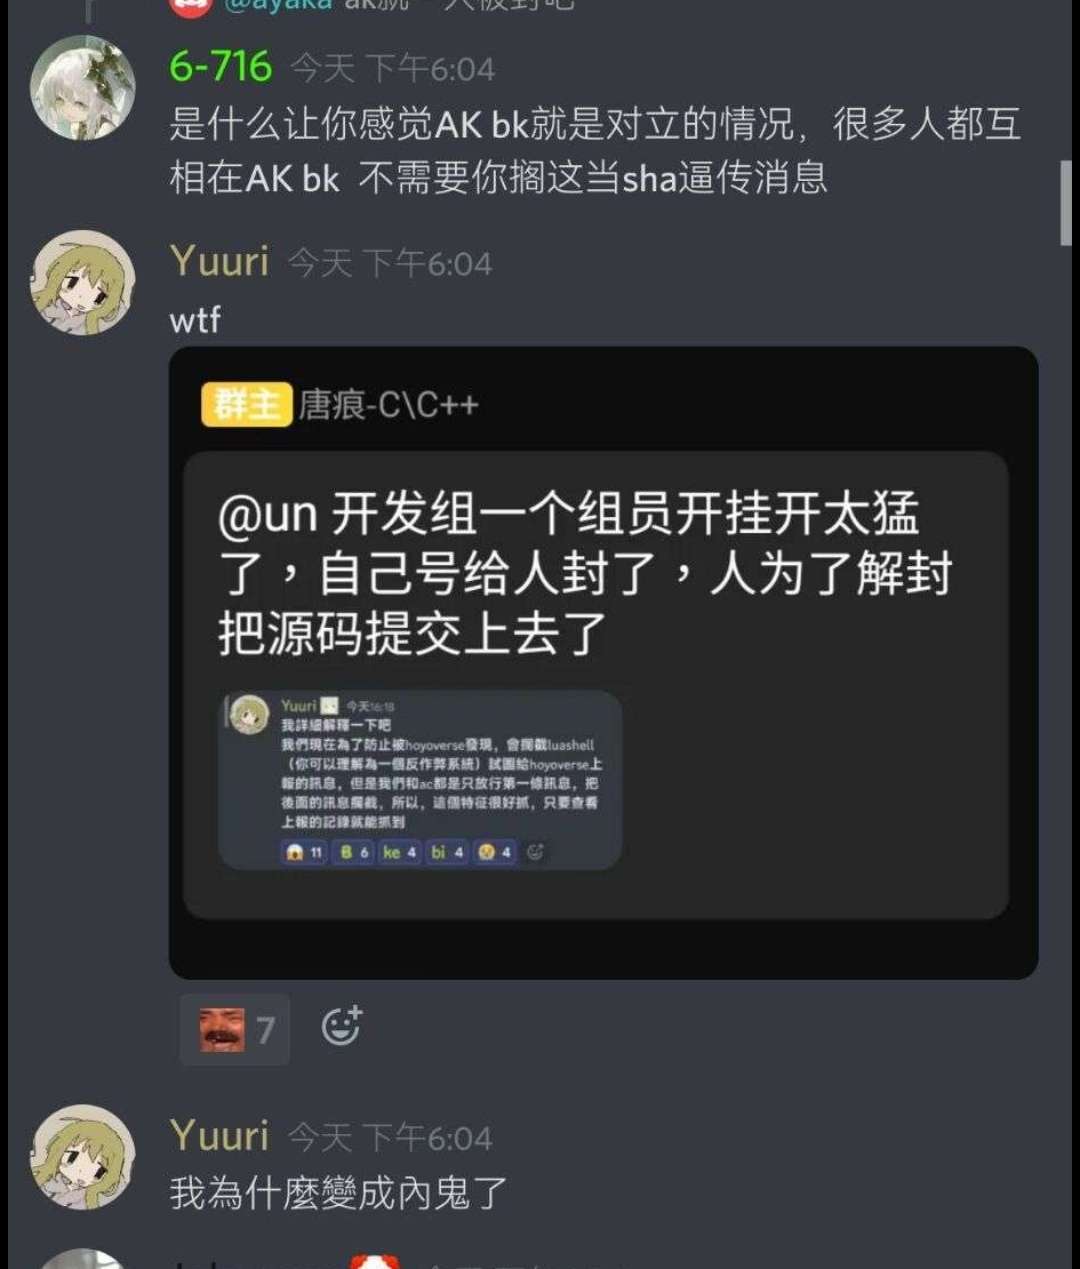 @ayaka ak就一人被封吧
6-716 今天 下午6:04
是什么让你感觉AK bk就是对立的情况，很多人都互
相在AK bk 不需要你搁这当sha逼传消息
Yuuri 今天 下午6:04
wtf
群主 唐痕-C\C++
@un 开发组一个组员开挂开太猛
了，自己号给人封了，人为了解封
把源码提交上去了
Yuuri 今天16:18
我詳細解釋一下吧
我們現在為了防止被hoyoverse發現，會攔截luashell
（你可以理解為一個反作弊系統）試圖給hoyoverse上
報的訊息，但是我們和ac都是只放行第一條訊息，把
後面的訊息攔截，所以，這個特征很好抓，只要查看
上報的記錄就能抓到
11 B 6 ke 4 bi 4 4
7
Yuuri 今天 下午6:04
我為什麼變成內鬼了